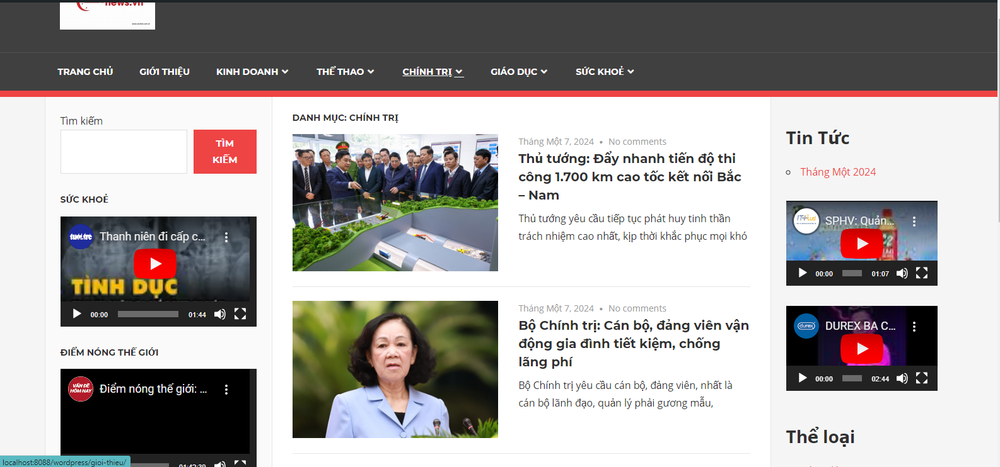 news.vn
TRANG CHỦ
GIỚI THIỆU
KINH DOANH
THỂ THAO
CHÍNH TRỊ
GIÁO DỤC
SỨC KHOẺ
Tìm kiếm
TÌM
KIẾM
SỨC KHOẺ
tuổi trẻ
Thanh niên đi cấp c...
TÌNH DỤC
00:00
01:44
ĐIỂM NÓNG THẾ GIỚI
VẤN ĐỀ
HÔM NAY
Điểm nóng thế giới: ...
01:42:39
localhost:8088/wordpress/gioi-thieu/
DANH MỤC: CHÍNH TRỊ
Tháng Một 7, 2024 • No comments
Thủ tướng: Đẩy nhanh tiến độ thi
công 1.700 km cao tốc kết nối Bắc
– Nam
Thủ tướng yêu cầu tiếp tục phát huy tinh thần
trách nhiệm cao nhất, kịp thời khắc phục mọi khó
Tháng Một 7, 2024 • No comments
Bộ Chính trị: Cán bộ, đảng viên vận
động gia đình tiết kiệm, chống
lãng phí
Bộ Chính trị yêu cầu cán bộ, đảng viên, nhất là
cán bộ lãnh đạo, quản lý phải gương mẫu,
Tin Tức
Tháng Một 2024
SPHV: Quản...
00:00
01:07
durex
DUREX BA C...
00:00
02:44
Thể loại